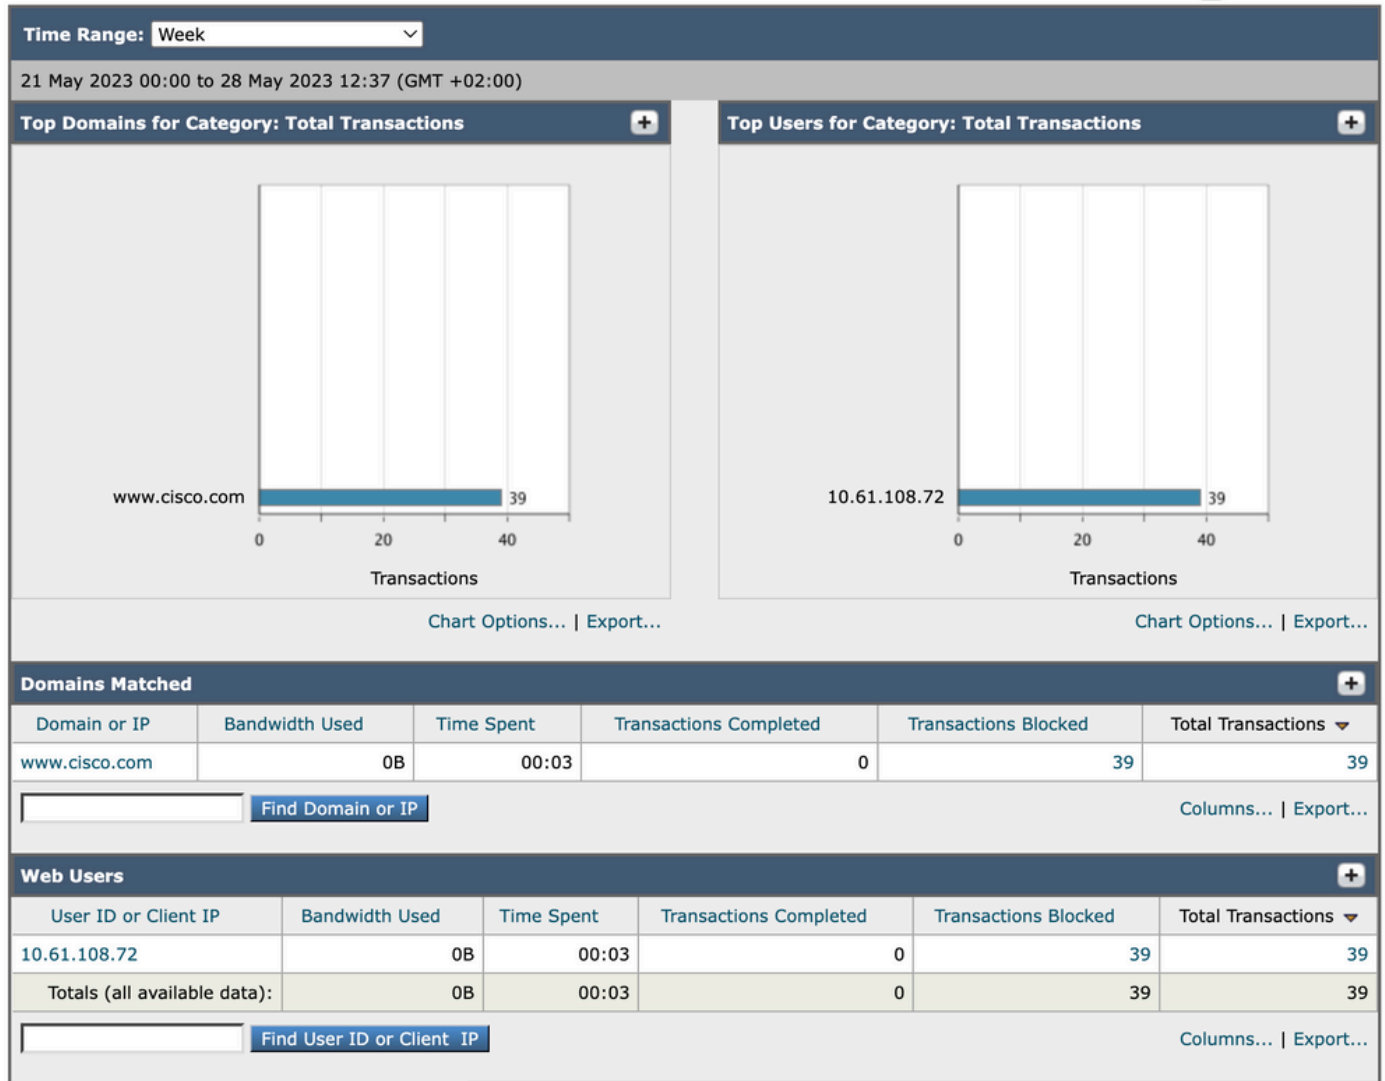 Time Range: Week
21 May 2023 00:00 to 28 May 2023 12:37 (GMT +02:00)
Top Domains for Category: Total Transactions
www.cisco.com 39
0 20 40
Transactions
Chart Options... | Export...
Top Users for Category: Total Transactions
10.61.108.72 39
0 20 40
Transactions
Chart Options... | Export...
Domains Matched
Domain or IP Bandwidth Used Time Spent Transactions Completed Transactions Blocked Total Transactions
www.cisco.com 0B 00:03 0 39 39
Find Domain or IP Columns... | Export...
Web Users
User ID or Client IP Bandwidth Used Time Spent Transactions Completed Transactions Blocked Total Transactions
10.61.108.72 0B 00:03 0 39 39
Totals (all available data): 0B 00:03 0 39 39
Find User ID or Client IP Columns... | Export...